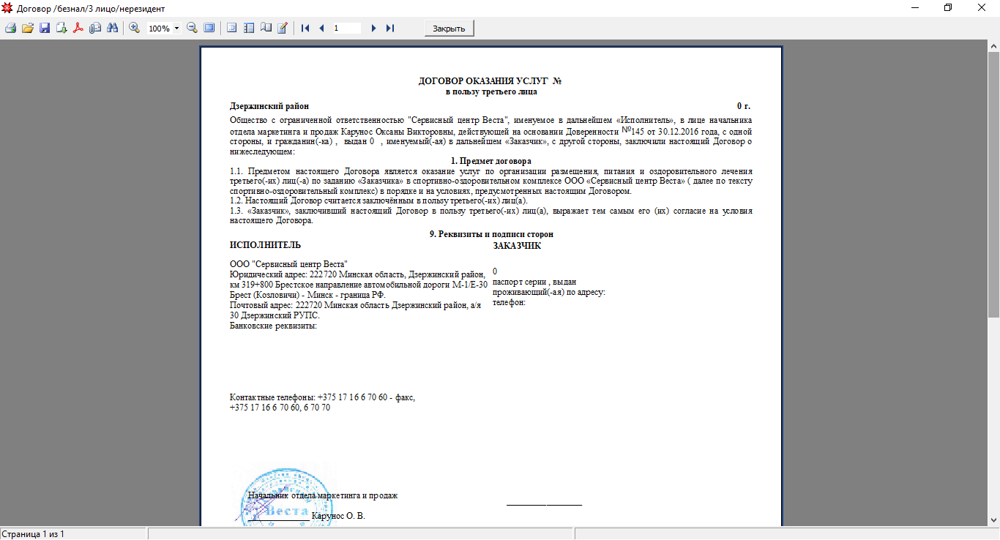 Договор /безнал/3 лицо/нерезидент
100%
1
Закрыть
ДОГОВОР ОКАЗАНИЯ УСЛУГ №
в пользу третьего лица
Дзержинский район 0 г.
Общество с ограниченной ответственностью "Сервисный центр Веста", именуемое в дальнейшем «Исполнитель», в лице начальника
отдела маркетинга и продаж Карунос Оксаны Викторовны, действующей на основании Доверенности №145 от 30.12.2016 года, с одной
стороны, и гражданин(-ка) , выдан 0 , именуемый(-ая) в дальнейшем «Заказчик», с другой стороны, заключили настоящий Договор о
нижеследующем:
1. Предмет договора
1.1. Предметом настоящего Договора является оказание услуг по организации размещения, питания и оздоровительного лечения
третьего(-их) лиц(-а) по заданию «Заказчика» в спортивно-оздоровительном комплексе ООО «Сервисный центр Веста» ( далее по тексту
спортивно-оздоровительный комплекс) в порядке и на условиях, предусмотренных настоящим Договором.
1.2. Настоящий Договор считается заключённым в пользу третьего(-их) лиц(а).
1.3. «Заказчик», заключивший настоящий Договор в пользу третьего(-их) лиц(а), выражает тем самым его (их) согласие на условия
настоящего Договора.
9. Реквизиты и подписи сторон
ИСПОЛНИТЕЛЬ
ООО "Сервисный центр Веста"
Юридический адрес: 222720 Минская область, Дзержинский район,
км 319+800 Брестское направление автомобильной дороги М-1/Е-30
Брест (Козловичи) - Минск - граница РФ.
Почтовый адрес: 222720 Минская область Дзержинский район, а/я
30 Дзержинский РУПС.
Банковские реквизиты:
Контактные телефоны: +375 17 16 6 70 60 - факс,
+375 17 16 6 70 60, 6 70 70
ЗАКАЗЧИК
0
паспорт серии , выдан
проживающий(-ая) по адресу:
телефон:
Начальник отдела маркетинга и продаж
Веста
Карунос О. В.
Страница 1 из 1